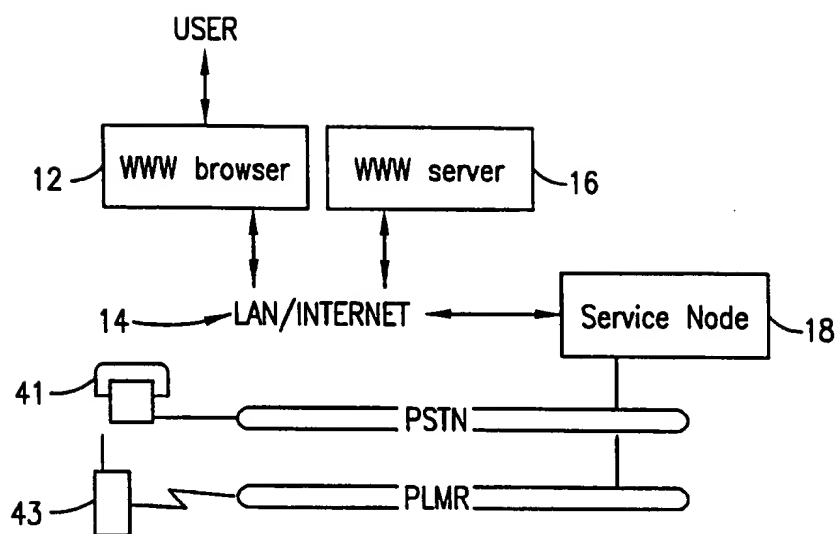 USER
12 WWW browser WWW server 16
14 LAN/INTERNET Service Node 18
41 PSTN
43 PLMR